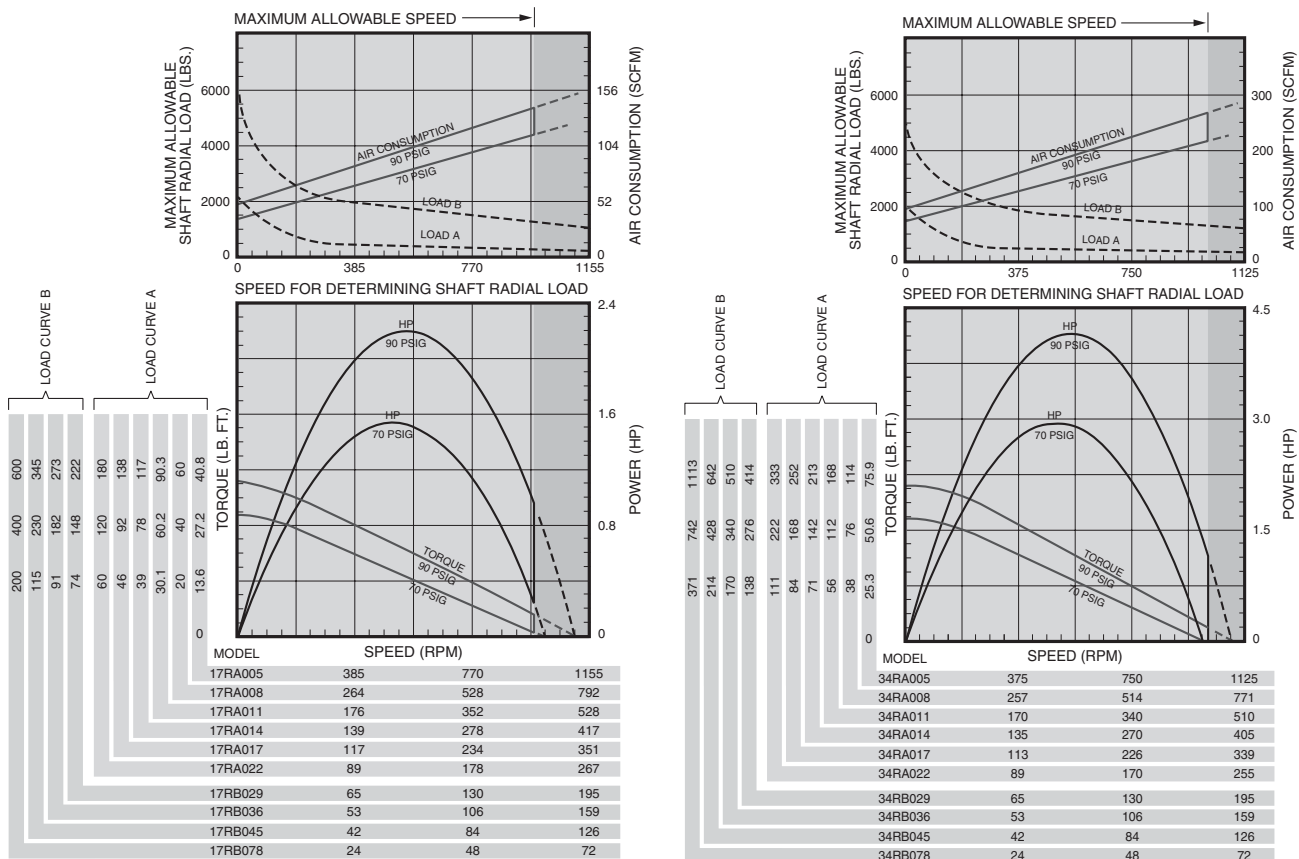 MAXIMUM ALLOWABLE SPEED
MAXIMUM ALLOWABLE
SHAFT RADIAL LOAD (LBS.)
6000
4000
2000
0
156
104
52
0
AIR CONSUMPTION (SCFM)
AIR CONSUMPTION
90 PSIG
70 PSIG
LOAD B
LOAD A
0 385 770 1155
SPEED FOR DETERMINING SHAFT RADIAL LOAD
LOAD CURVE B
LOAD CURVE A
600 345 273 222 180 138 117 90.3 60 40.8
400 230 182 148 120 92 78 60.2 40 27.2
200 115 91 74 60 46 39 30.1 20 13.6
0
TORQUE (LB. FT.)
2.4
1.6
0.8
0
POWER (HP)
HP
90 PSIG
HP
70 PSIG
TORQUE
90 PSIG
70 PSIG
MODEL SPEED (RPM)
17RA005 385 770 1155
17RA008 264 528 792
17RA011 176 352 528
17RA014 139 278 417
17RA017 117 234 351
17RA022 89 178 267
17RB029 65 130 195
17RB036 53 106 159
17RB045 42 84 126
17RB078 24 48 72
MAXIMUM ALLOWABLE SPEED
MAXIMUM ALLOWABLE
SHAFT RADIAL LOAD (LBS.)
6000
4000
2000
0
300
200
100
0
AIR CONSUMPTION (SCFM)
AIR CONSUMPTION
90 PSIG
70 PSIG
LOAD B
LOAD A
0 375 750 1125
SPEED FOR DETERMINING SHAFT RADIAL LOAD
LOAD CURVE B
LOAD CURVE A
1113 642 510 414 333 252 213 168 114 75.9
742 428 340 276 222 168 142 112 76 50.6
371 214 170 138 111 84 71 56 38 25.3
0
TORQUE (LB. FT.)
4.5
3.0
1.5
0
POWER (HP)
HP
90 PSIG
HP
70 PSIG
TORQUE
90 PSIG
70 PSIG
MODEL SPEED (RPM)
34RA005 375 750 1125
34RA008 257 514 771
34RA011 170 340 510
34RA014 135 270 405
34RA017 113 226 339
34RA022 89 170 255
34RB029 65 130 195
34RB036 53 106 159
34RB045 42 84 126
34RB078 24 48 72